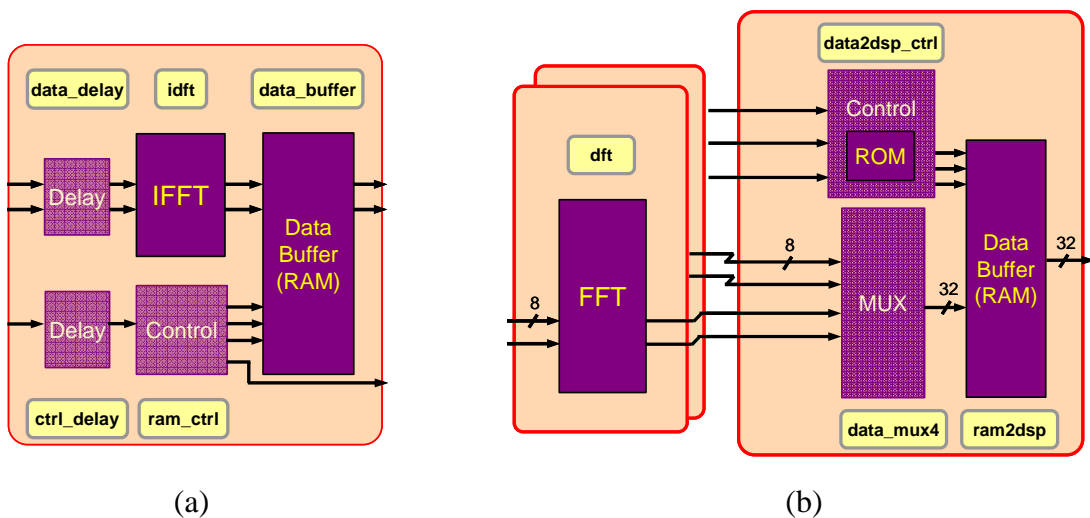 data_delay
idft
data_buffer
Delay
IFFT
Data
Buffer
(RAM)
Delay
Control
ctrl_delay
ram_ctrl
(a)
data2dsp_ctrl
Control
ROM
dft
FFT
8
8
MUX
32
Data
Buffer
(RAM)
32
data_mux4
ram2dsp
(b)